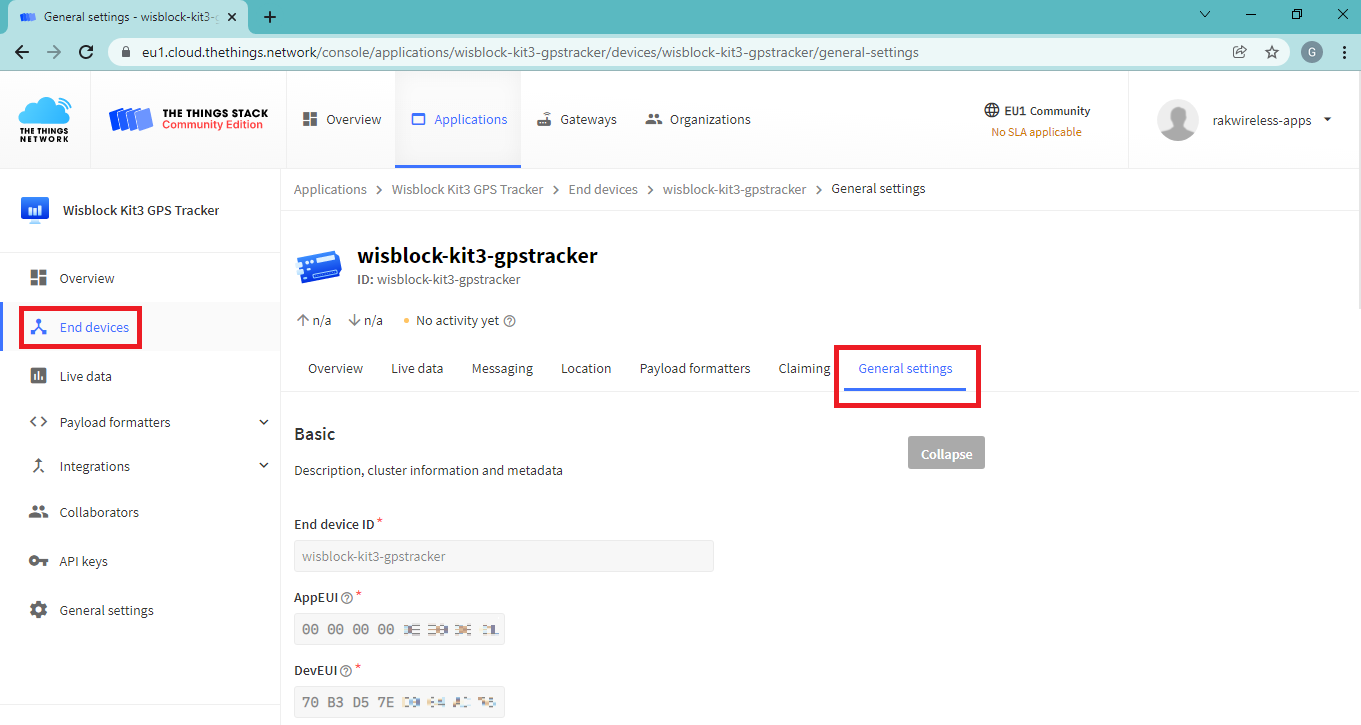 General settings - wisblock-kit3-g
eu1.cloud.thethings.network/console/applications/wisblock-kit3-gpstracker/devices/wisblock-kit3-gpstracker/general-settings
G
THE THINGS NETWORK
THE THINGS STACK
Community Edition
Overview
Applications
Gateways
Organizations
EU1 Community
No SLA applicable
rakwireless-apps
Wisblock Kit3 GPS Tracker
Overview
End devices
Live data
Payload formatters
Integrations
Collaborators
API keys
General settings
Applications > Wisblock Kit3 GPS Tracker > End devices > wisblock-kit3-gpstracker > General settings
wisblock-kit3-gpstracker
ID: wisblock-kit3-gpstracker
n/a n/a No activity yet
Overview Live data Messaging Location Payload formatters Claiming General settings
Basic
Collapse
Description, cluster information and metadata
End device ID*
wisblock-kit3-gpstracker
AppEUI *
00 00 00 00
DevEUI *
70 B3 D5 7E